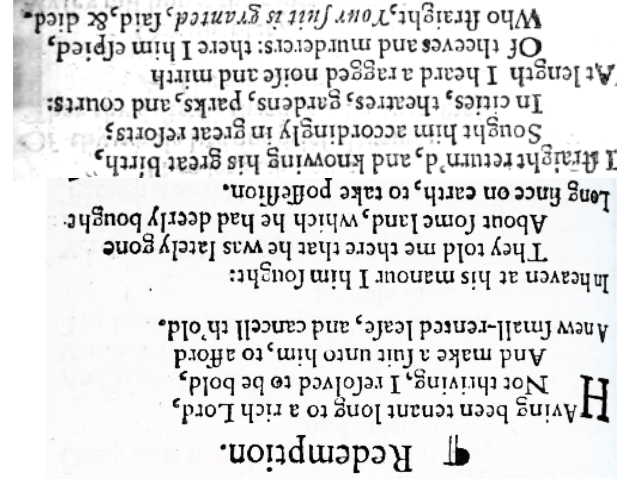 ¶ Redemption.
HAving been tenant long to a rich Lord,
Not thriving, I resolved to be bold,
And make a suit unto him, to afford
A new small-rented lease, and cancell th'old.
In heaven at his manour I him sought:
They told me there that he was lately gone
About some land, which he had deerly bought
Long since on earth, to take possession.
I straight return'd, and knowing his great birth,
Sought him accordingly in great resorts;
In cities, theatres, gardens, parks, and courts:
At length I heard a ragged noise and mirth
Of theeves and murderers: there I him espied,
Who straight, Your suit is granted, said, & died.